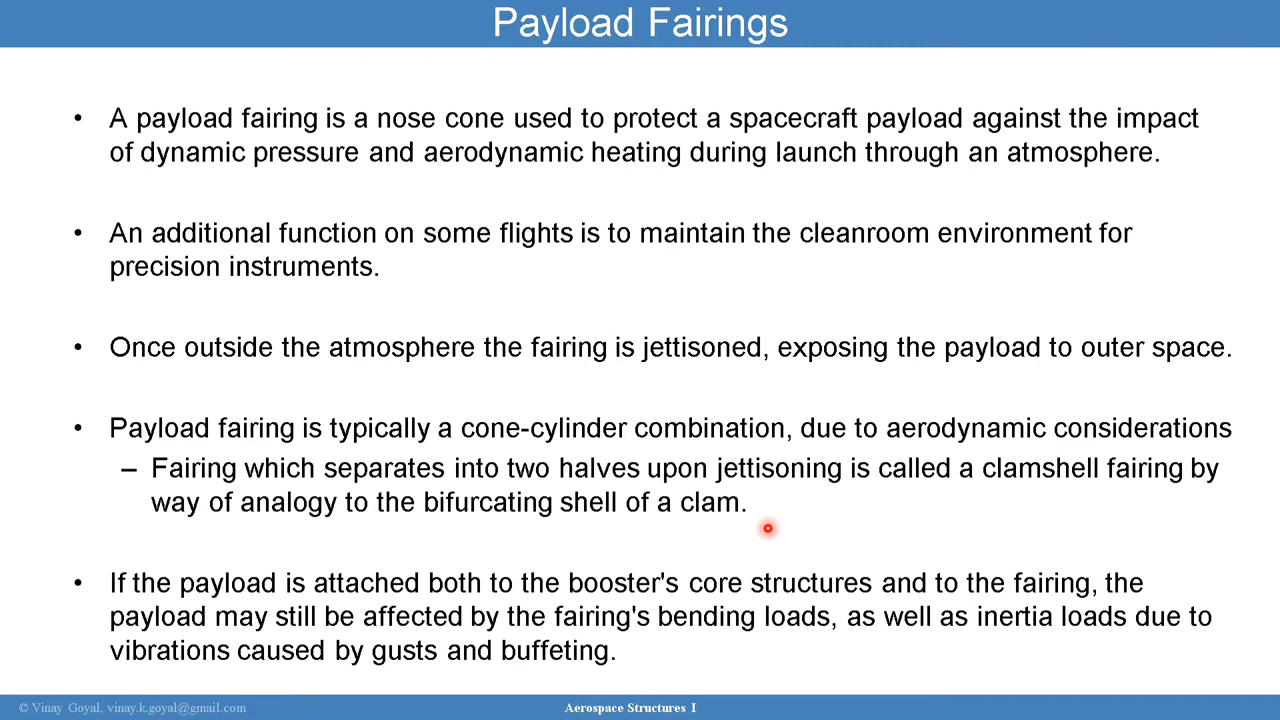 Payload Fairings
• A payload fairing is a nose cone used to protect a spacecraft payload against the impact
of dynamic pressure and aerodynamic heating during launch through an atmosphere.
• An additional function on some flights is to maintain the cleanroom environment for
precision instruments.
• Once outside the atmosphere the fairing is jettisoned, exposing the payload to outer space.
• Payload fairing is typically a cone-cylinder combination, due to aerodynamic considerations
– Fairing which separates into two halves upon jettisoning is called a clamshell fairing by
way of analogy to the bifurcating shell of a clam.
• If the payload is attached both to the booster's core structures and to the fairing, the
payload may still be affected by the fairing's bending loads, as well as inertia loads due to
vibrations caused by gusts and buffeting.
© Vinay Goyal, vinay.k.goyal@gmail.com
Aerospace Structures I